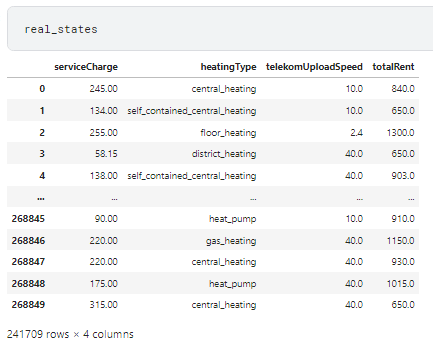 real_states
serviceCharge heatingType telekomUploadSpeed totalRent
0 245.00 central_heating 10.0 840.0
1 134.00 self_contained_central_heating 10.0 650.0
2 255.00 floor_heating 2.4 1300.0
3 58.15 district_heating 40.0 650.0
4 138.00 self_contained_central_heating 40.0 903.0
... ... ... ... ...
268845 90.00 heat_pump 10.0 910.0
268846 220.00 gas_heating 40.0 1150.0
268847 220.00 central_heating 40.0 930.0
268848 175.00 heat_pump 40.0 1015.0
268849 315.00 central_heating 40.0 650.0
241709 rows × 4 columns